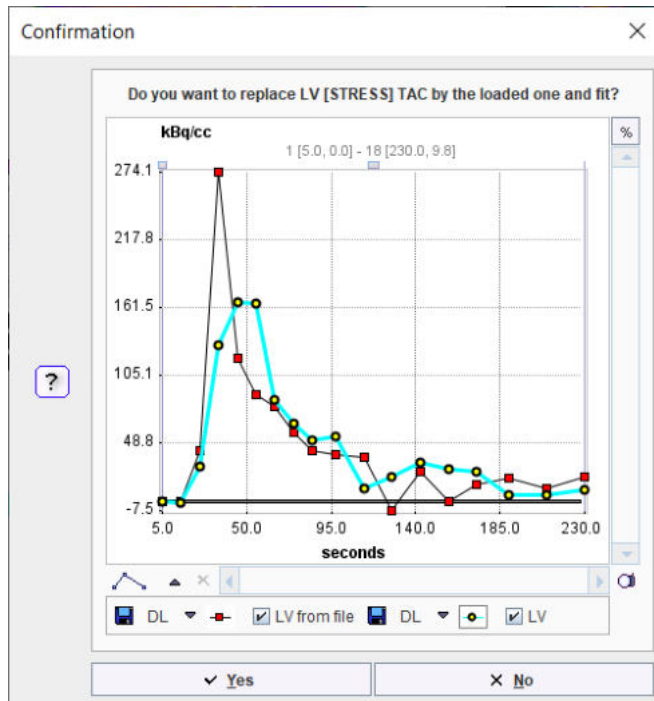 Confirmation
Do you want to replace LV [STRESS] TAC by the loaded one and fit?
kBq/cc
%
1 [5.0, 0.0] - 18 [230.0, 9.8]
274.1
217.8
161.5
105.1
48.8
-7.5
5.0 50.0 95.0 140.0 185.0 230.0
seconds
?
DL LV from file DL LV
Yes No